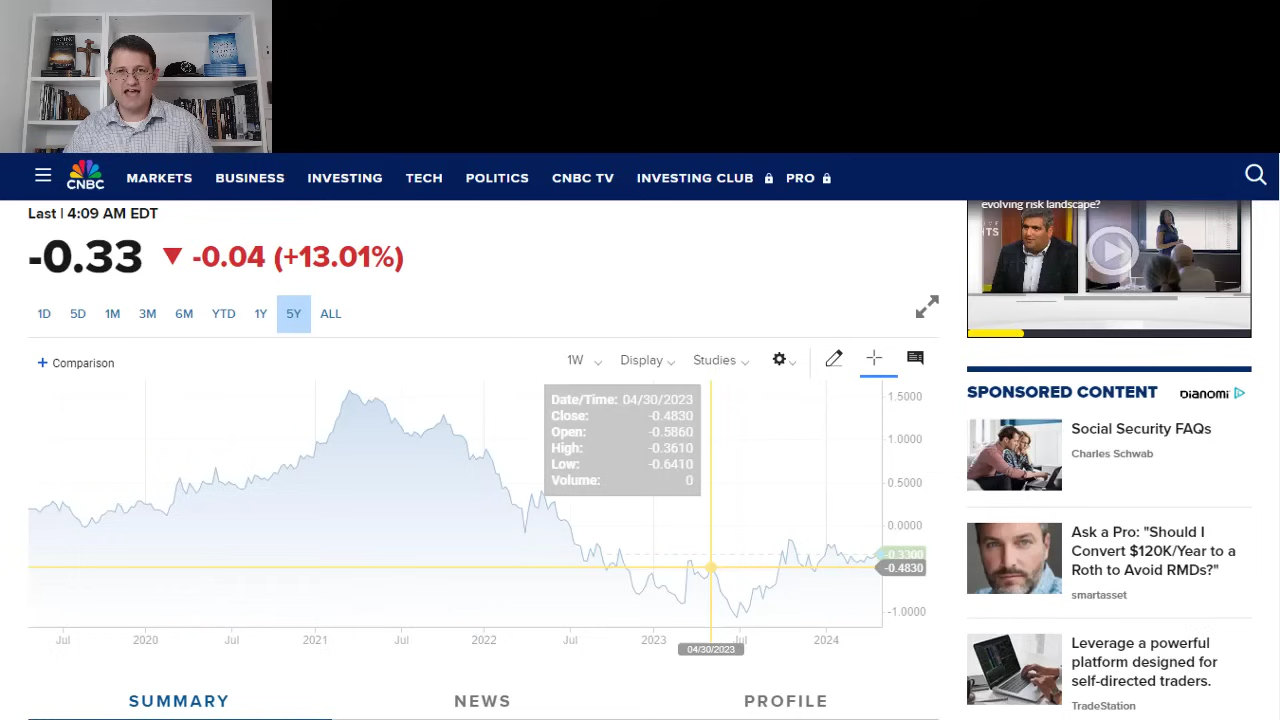 CNBC
MARKETS
BUSINESS
INVESTING
TECH
POLITICS
CNBC TV
INVESTING CLUB
PRO
Last | 4:09 AM EDT
-0.33 ▼ -0.04 (+13.01%)
1D 5D 1M 3M 6M YTD 1Y 5Y ALL
+ Comparison
1W Display Studies
Date/Time: 04/30/2023
Close: -0.4830
Open: -0.5860
High: -0.3610
Low: -0.6410
Volume: 0
1.5000
1.0000
0.5000
0.0000
-0.3300
-0.4830
-1.0000
Jul 2020 Jul 2021 Jul 2022 Jul 2023 Jul 2024
04/30/2023
SUMMARY
NEWS
PROFILE
evolving risk landscape?
SPONSORED CONTENT
DIANOMI
Social Security FAQs
Charles Schwab
Ask a Pro: "Should I
Convert $120K/Year to a
Roth to Avoid RMDs?"
smartasset
Leverage a powerful
platform designed for
self-directed traders.
TradeStation